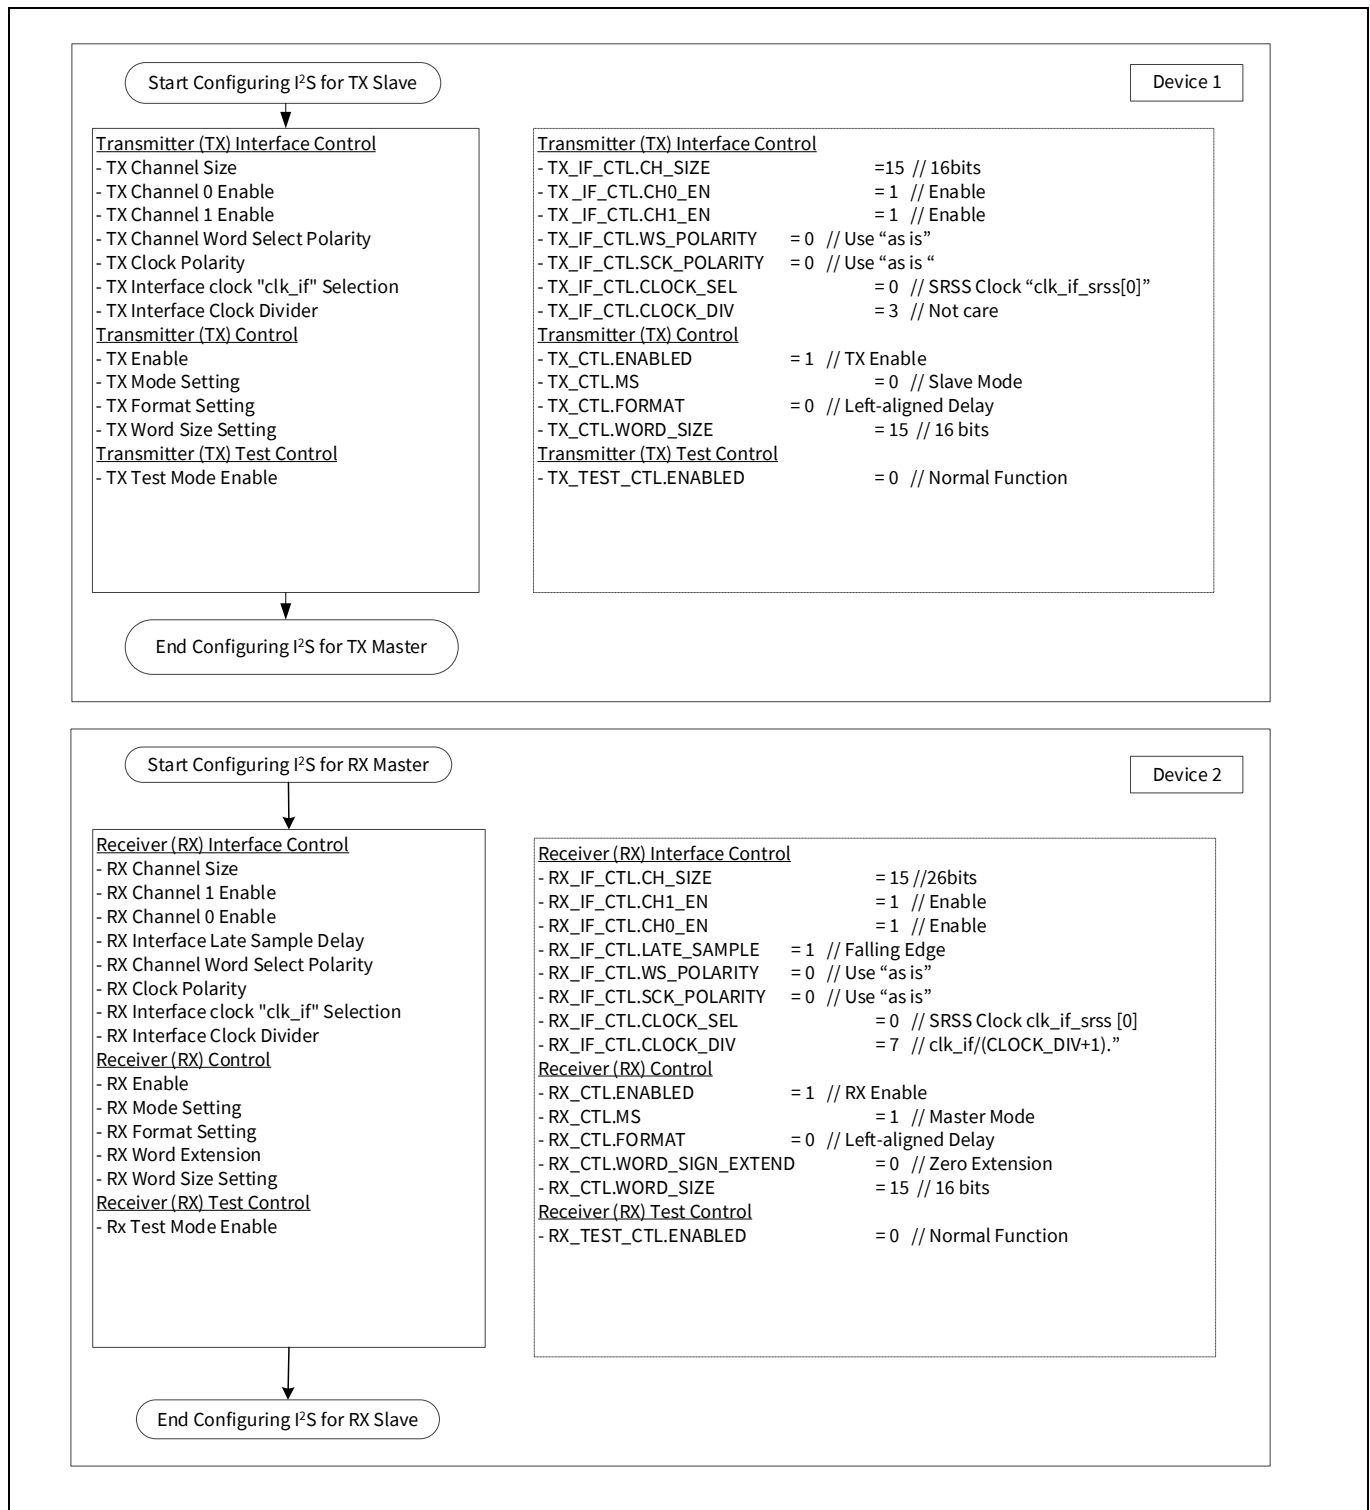 Start Configuring I²S for TX Slave
Device 1
Transmitter (TX) Interface Control
- TX Channel Size
- TX Channel 0 Enable
- TX Channel 1 Enable
- TX Channel Word Select Polarity
- TX Clock Polarity
- TX Interface clock "clk_if" Selection
- TX Interface Clock Divider
Transmitter (TX) Control
- TX Enable
- TX Mode Setting
- TX Format Setting
- TX Word Size Setting
Transmitter (TX) Test Control
- TX Test Mode Enable
Transmitter (TX) Interface Control
- TX_IF_CTL.CH_SIZE =15 // 16bits
- TX _IF_CTL.CH0_EN = 1 // Enable
- TX _IF_CTL.CH1_EN = 1 // Enable
- TX_IF_CTL.WS_POLARITY = 0 // Use “as is”
- TX_IF_CTL.SCK_POLARITY = 0 // Use “as is “
- TX_IF_CTL.CLOCK_SEL = 0 // SRSS Clock “clk_if_srss[0]”
- TX_IF_CTL.CLOCK_DIV = 3 // Not care
Transmitter (TX) Control
- TX_CTL.ENABLED = 1 // TX Enable
- TX_CTL.MS = 0 // Slave Mode
- TX_CTL.FORMAT = 0 // Left-aligned Delay
- TX_CTL.WORD_SIZE = 15 // 16 bits
Transmitter (TX) Test Control
- TX_TEST_CTL.ENABLED = 0 // Normal Function
End Configuring I²S for TX Master
Start Configuring I²S for RX Master
Device 2
Receiver (RX) Interface Control
- RX Channel Size
- RX Channel 1 Enable
- RX Channel 0 Enable
- RX Interface Late Sample Delay
- RX Channel Word Select Polarity
- RX Clock Polarity
- RX Interface clock "clk_if" Selection
- RX Interface Clock Divider
Receiver (RX) Control
- RX Enable
- RX Mode Setting
- RX Format Setting
- RX Word Extension
- RX Word Size Setting
Receiver (RX) Test Control
- Rx Test Mode Enable
Receiver (RX) Interface Control
- RX_IF_CTL.CH_SIZE = 15 //26bits
- RX_IF_CTL.CH1_EN = 1 // Enable
- RX_IF_CTL.CH0_EN = 1 // Enable
- RX_IF_CTL.LATE_SAMPLE = 1 // Falling Edge
- RX_IF_CTL.WS_POLARITY = 0 // Use “as is”
- RX_IF_CTL.SCK_POLARITY = 0 // Use “as is”
- RX_IF_CTL.CLOCK_SEL = 0 // SRSS Clock clk_if_srss [0]
- RX_IF_CTL.CLOCK_DIV = 7 // clk_if/(CLOCK_DIV+1).”
Receiver (RX) Control
- RX_CTL.ENABLED = 1 // RX Enable
- RX_CTL.MS = 1 // Master Mode
- RX_CTL.FORMAT = 0 // Left-aligned Delay
- RX_CTL.WORD_SIGN_EXTEND = 0 // Zero Extension
- RX_CTL.WORD_SIZE = 15 // 16 bits
Receiver (RX) Test Control
- RX_TEST_CTL.ENABLED = 0 // Normal Function
End Configuring I²S for RX Slave